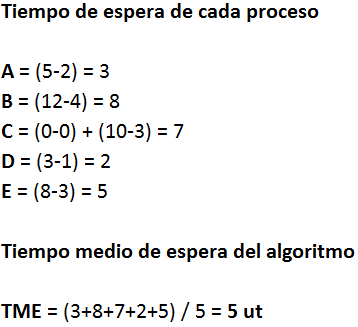 Tiempo de espera de cada proceso
A = (5-2) = 3
B = (12-4) = 8
C = (0-0) + (10-3) = 7
D = (3-1) = 2
E = (8-3) = 5
Tiempo medio de espera del algoritmo
TME = (3+8+7+2+5) / 5 = 5 ut